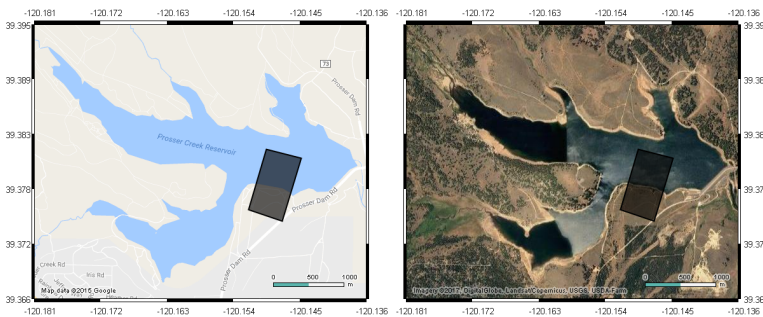 -120.181 -120.172 -120.163 -120.154 -120.145 -120.136
-120.181 -120.172 -120.163 -120.154 -120.145 -120.136
39.395
39.389
39.383
39.378
39.372
39.366
73
Prosser Dam Rd
Prosser Creek Reservoir
Prosser Dam Rd
Prosser Dam Rd
Creek Rd
Iria Rd
0 500 1000
m
Map data ©2015 Google
0 500 1000
m
Imagery ©2017, DigitalGlobe, Landsat/Copernicus, USGS, USDA Farm
39.389
39.383
39.378
39.372
39.366
-120.181 -120.172 -120.163 -120.154 -120.145 -120.136
-120.181 -120.172 -120.163 -120.154 -120.145 -120.136